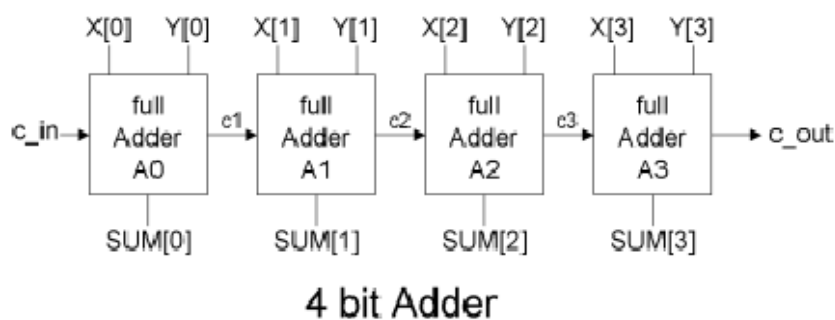 X[0] Y[0] X[1] Y[1] X[2] Y[2] X[3] Y[3]
full full full full
c_in Adder c1 Adder c2 Adder c3 Adder c_out
A0 A1 A2 A3
SUM[0] SUM[1] SUM[2] SUM[3]
4 bit Adder